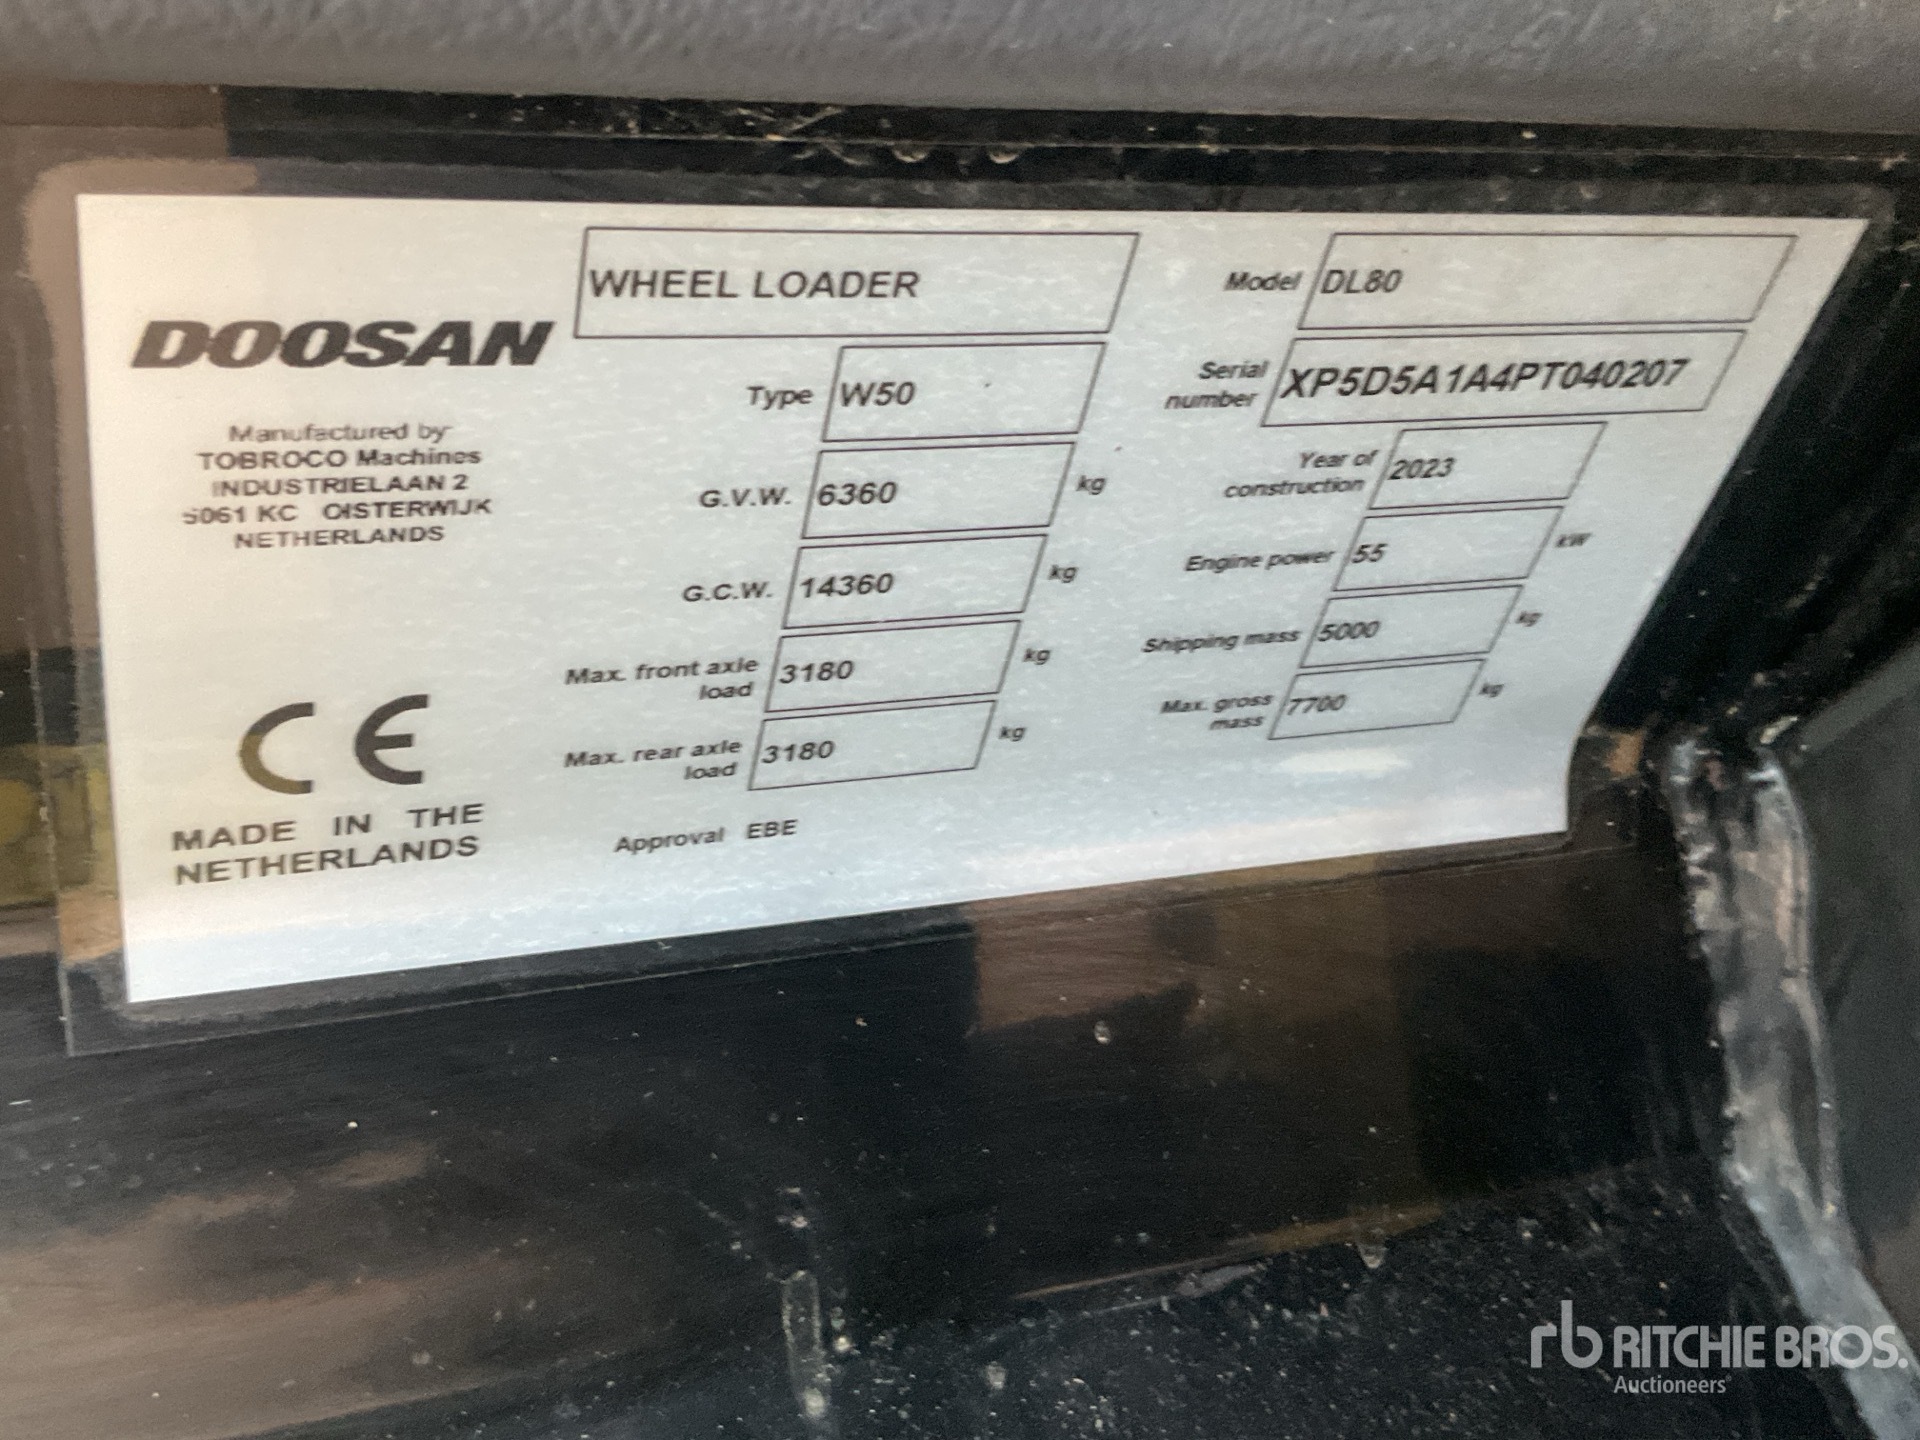 DOOSAN
Manufactured by
TOBROCO Machines
INDUSTRIELAAN 2
5061 KC OISTERWIJK
NETHERLANDS
CE
MADE IN THE
NETHERLANDS
WHEEL LOADER
Type W50
G.V.W. 6360 kg
G.C.W. 14360 kg
Max. front axle
load 3180 kg
Max. rear axle
load 3180 kg
Approval EBE
Model DL80
Serial
number XP5D5A1A4PT040207
Year of
construction 2023
Engine power 55 kW
Shipping mass 5000 kg
Max. gross
mass 7700 kg
rb RITCHIE BROS.
Auctioneers